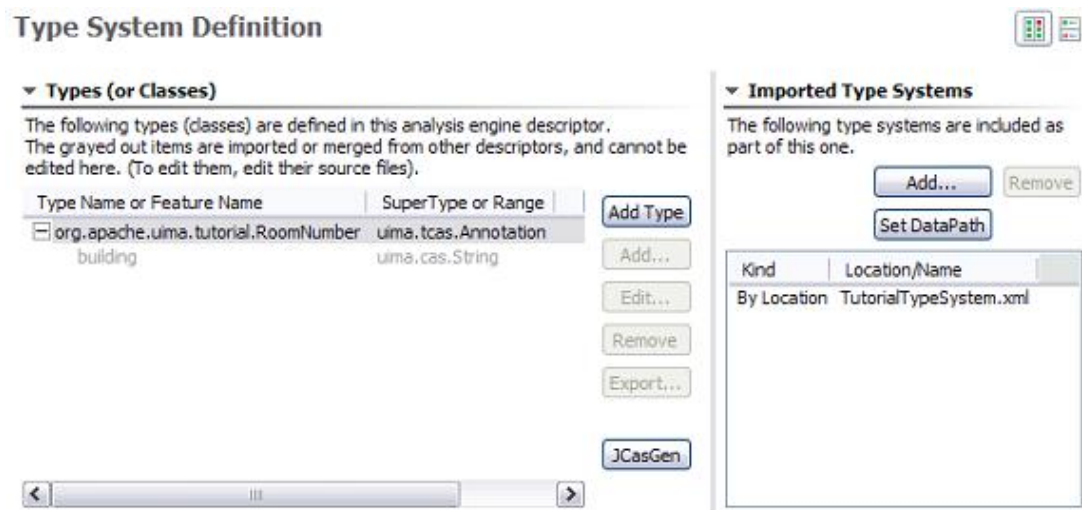 Type System Definition
Types (or Classes)
The following types (classes) are defined in this analysis engine descriptor.
The grayed out items are imported or merged from other descriptors, and cannot be
edited here. (To edit them, edit their source files).
Type Name or Feature Name SuperType or Range
org.apache.uima.tutorial.RoomNumber uima.tcas.Annotation
building uima.cas.String
Add Type
Add...
Edit...
Remove
Export...
JCasGen
Imported Type Systems
The following type systems are included as
part of this one.
Add... Remove
Set DataPath
Kind Location/Name
By Location TutorialTypeSystem.xml